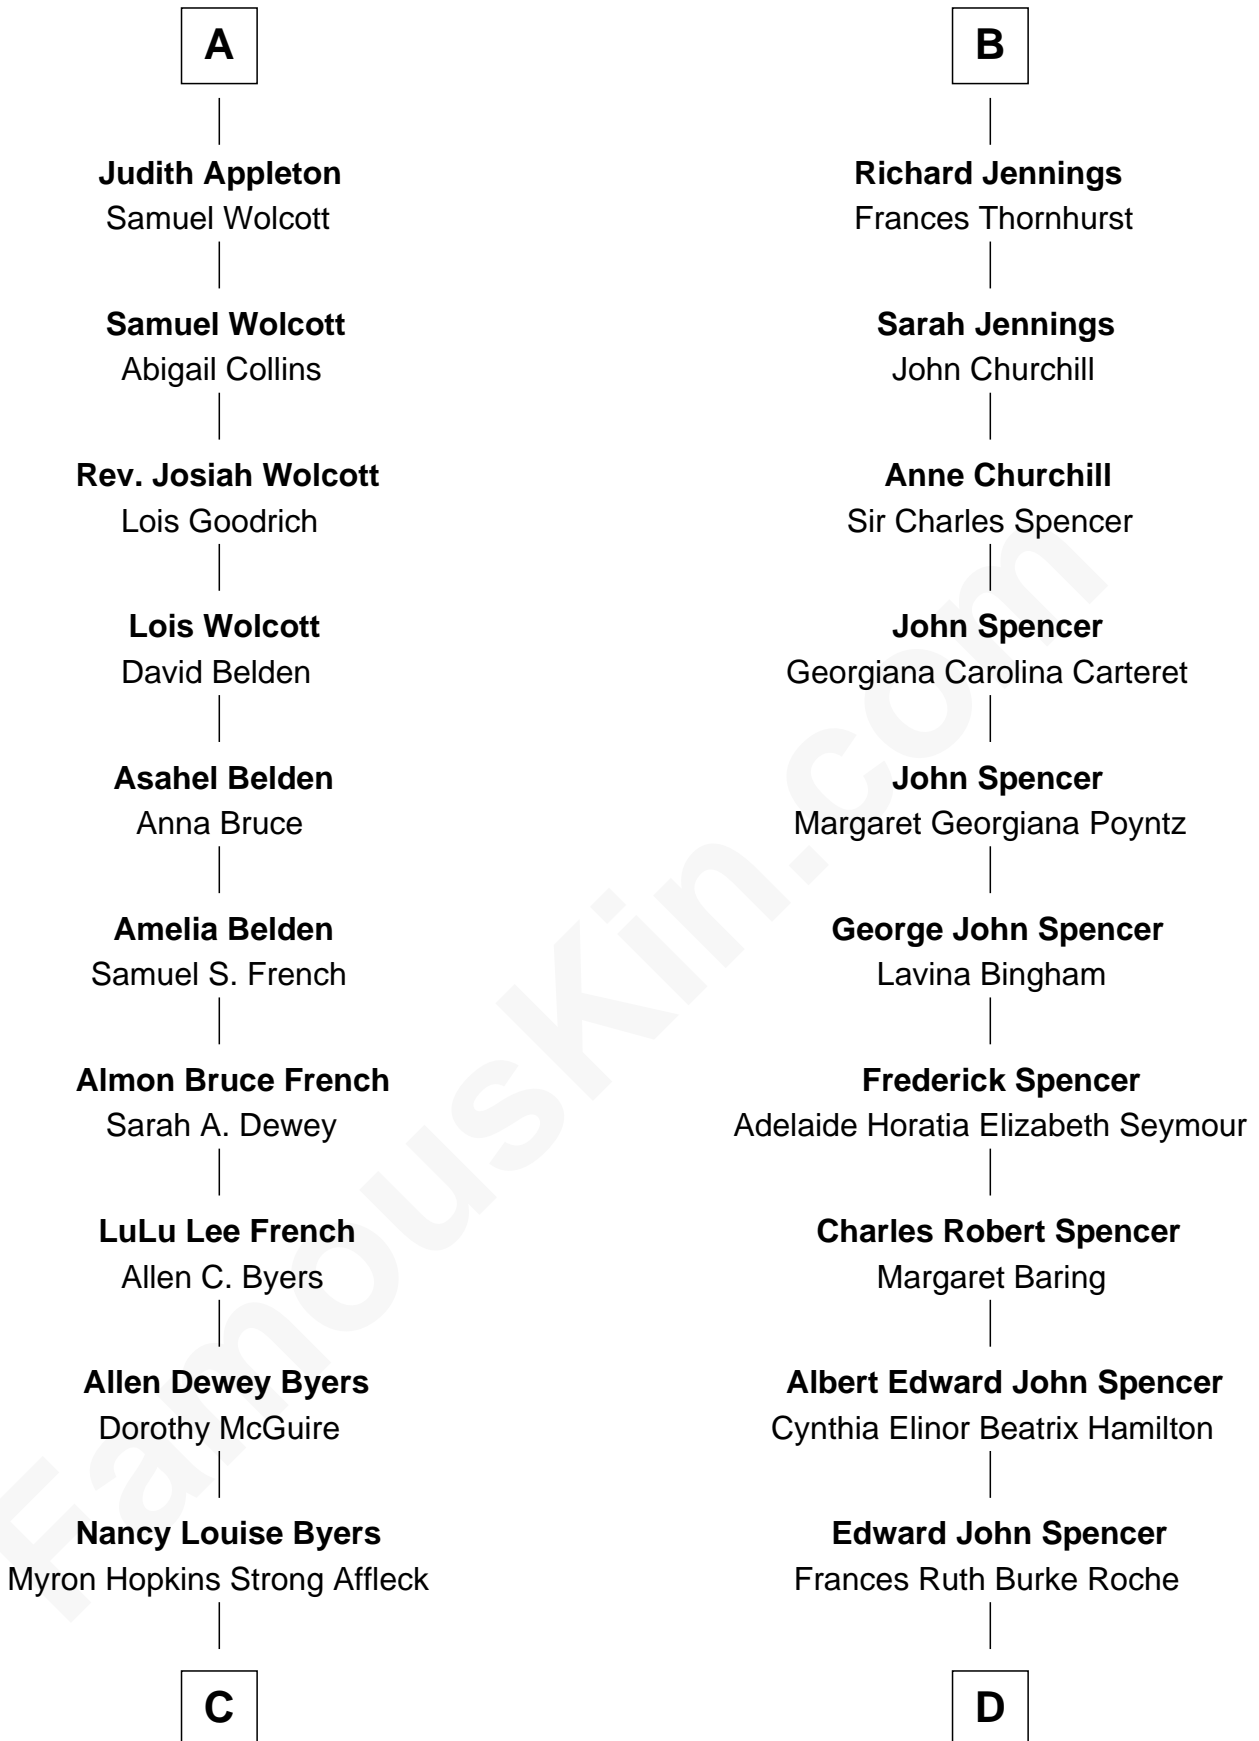 A
Judith Appleton
Samuel Wolcott
Samuel Wolcott
Abigail Collins
Rev. Josiah Wolcott
Lois Goodrich
Lois Wolcott
David Belden
Asahel Belden
Anna Bruce
Amelia Belden
Samuel S. French
Almon Bruce French
Sarah A. Dewey
LuLu Lee French
Allen C. Byers
Allen Dewey Byers
Dorothy McGuire
Nancy Louise Byers
Myron Hopkins Strong Affleck
C
B
Richard Jennings
Frances Thornhurst
Sarah Jennings
John Churchill
Anne Churchill
Sir Charles Spencer
John Spencer
Georgiana Carolina Carteret
John Spencer
Margaret Georgiana Poyntz
George John Spencer
Lavina Bingham
Frederick Spencer
Adelaide Horatia Elizabeth Seymour
Charles Robert Spencer
Margaret Baring
Albert Edward John Spencer
Cynthia Elinor Beatrix Hamilton
Edward John Spencer
Frances Ruth Burke Roche
D
FamousKin.com